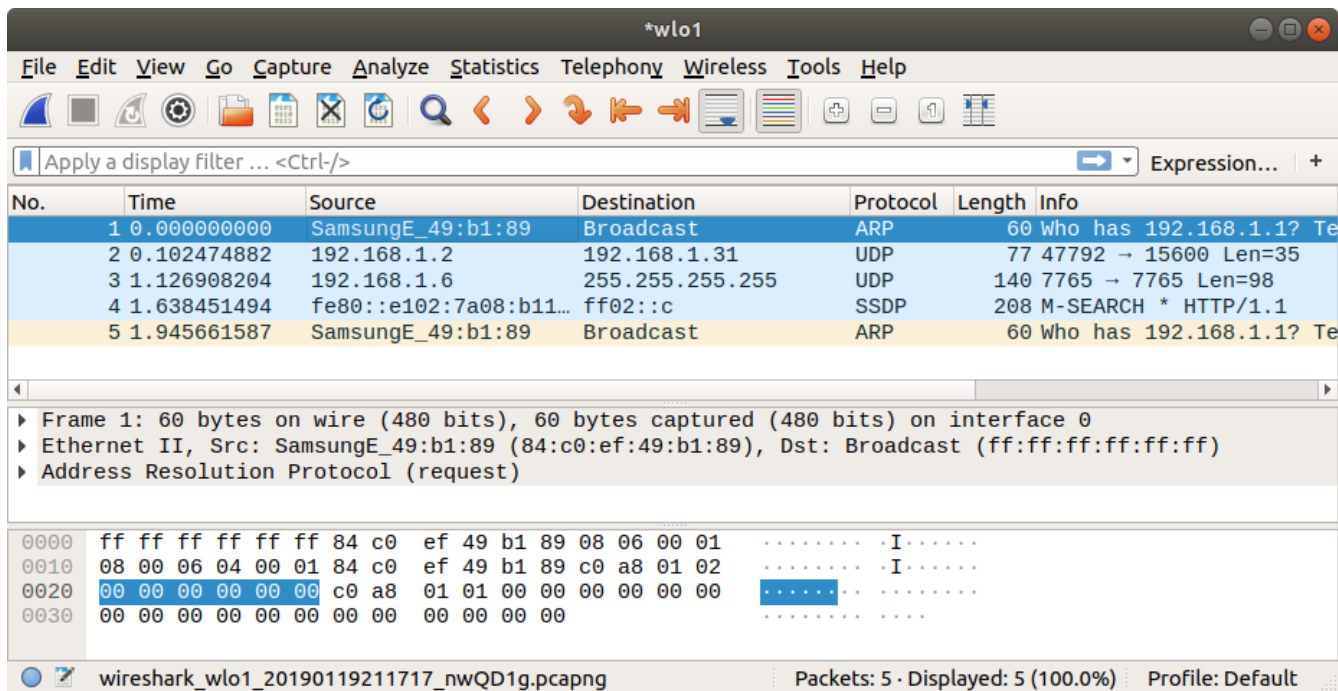 *wlo1
File Edit View Go Capture Analyze Statistics Telephony Wireless Tools Help
Apply a display filter … <Ctrl-/> Expression… +
No. Time Source Destination Protocol Length Info
1 0.000000000 SamsungE_49:b1:89 Broadcast ARP 60 Who has 192.168.1.1? Te
2 0.102474882 192.168.1.2 192.168.1.31 UDP 77 47792 → 15600 Len=35
3 1.126908204 192.168.1.6 255.255.255.255 UDP 140 7765 → 7765 Len=98
4 1.638451494 fe80::e102:7a08:b11… ff02::c SSDP 208 M-SEARCH * HTTP/1.1
5 1.945661587 SamsungE_49:b1:89 Broadcast ARP 60 Who has 192.168.1.1? Te
Frame 1: 60 bytes on wire (480 bits), 60 bytes captured (480 bits) on interface 0
Ethernet II, Src: SamsungE_49:b1:89 (84:c0:ef:49:b1:89), Dst: Broadcast (ff:ff:ff:ff:ff:ff)
Address Resolution Protocol (request)
0000 ff ff ff ff ff ff 84 c0 ef 49 b1 89 08 06 00 01 ········ ·I······
0010 08 00 06 04 00 01 84 c0 ef 49 b1 89 c0 a8 01 02 ········ ·I······
0020 00 00 00 00 00 00 c0 a8 01 01 00 00 00 00 00 00 ········ ········
0030 00 00 00 00 00 00 00 00 00 00 00 00 ········ ····
wireshark_wlo1_20190119211717_nwQD1g.pcapng Packets: 5 · Displayed: 5 (100.0%) Profile: Default